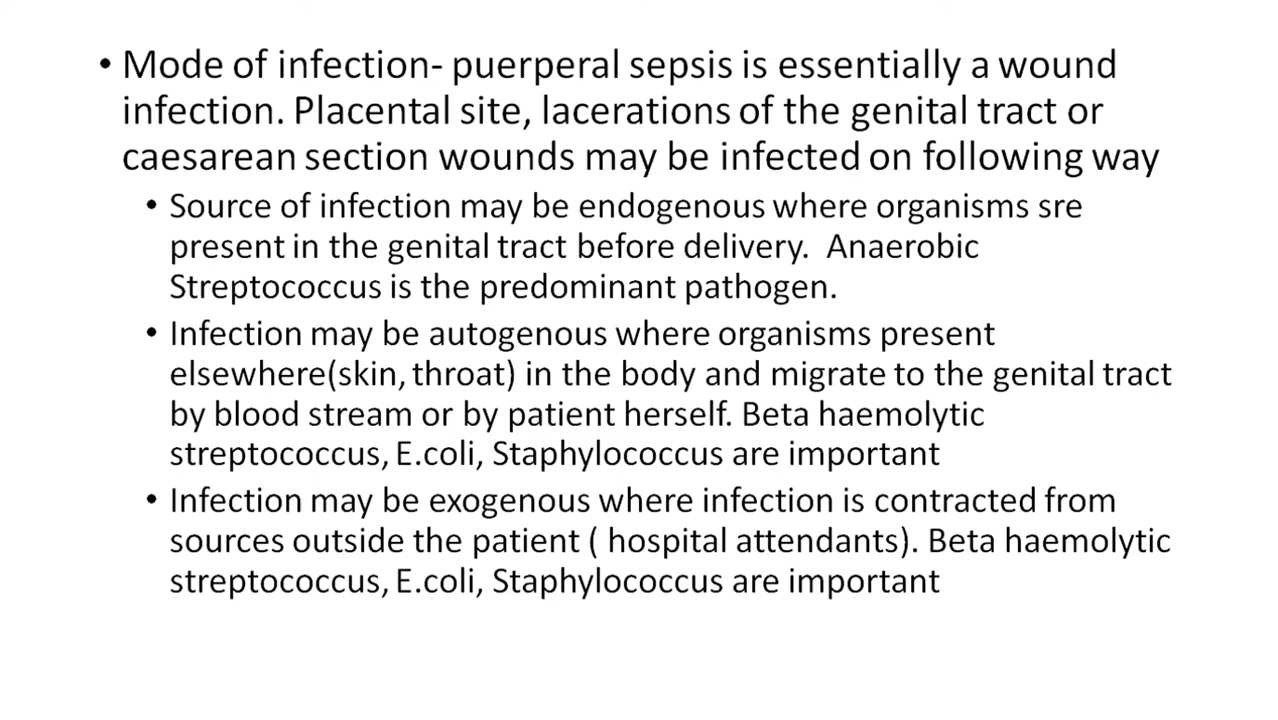 • Mode of infection- puerperal sepsis is essentially a wound
infection. Placental site, lacerations of the genital tract or
caesarean section wounds may be infected on following way
• Source of infection may be endogenous where organisms sre
present in the genital tract before delivery.  Anaerobic
Streptococcus is the predominant pathogen.
• Infection may be autogenous where organisms present
elsewhere(skin, throat) in the body and migrate to the genital tract
by blood stream or by patient herself. Beta haemolytic
streptococcus, E.coli, Staphylococcus are important
• Infection may be exogenous where infection is contracted from
sources outside the patient ( hospital attendants). Beta haemolytic
streptococcus, E.coli, Staphylococcus are important